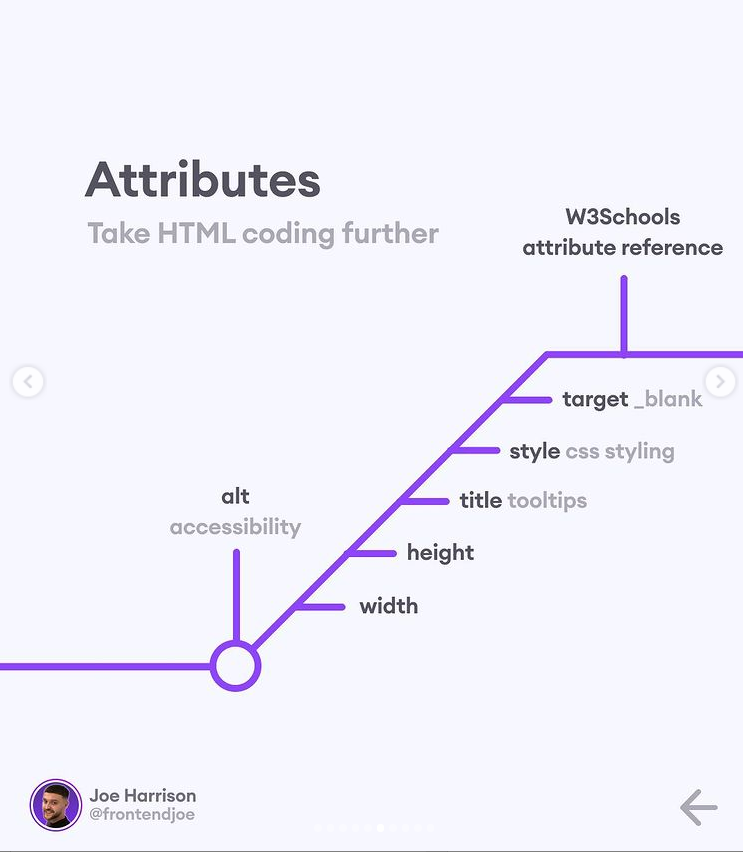 Attributes
Take HTML coding further
W3Schools
attribute reference
target _blank
style css styling
title tooltips
alt
accessibility
height
width
Joe Harrison
@frontendjoe